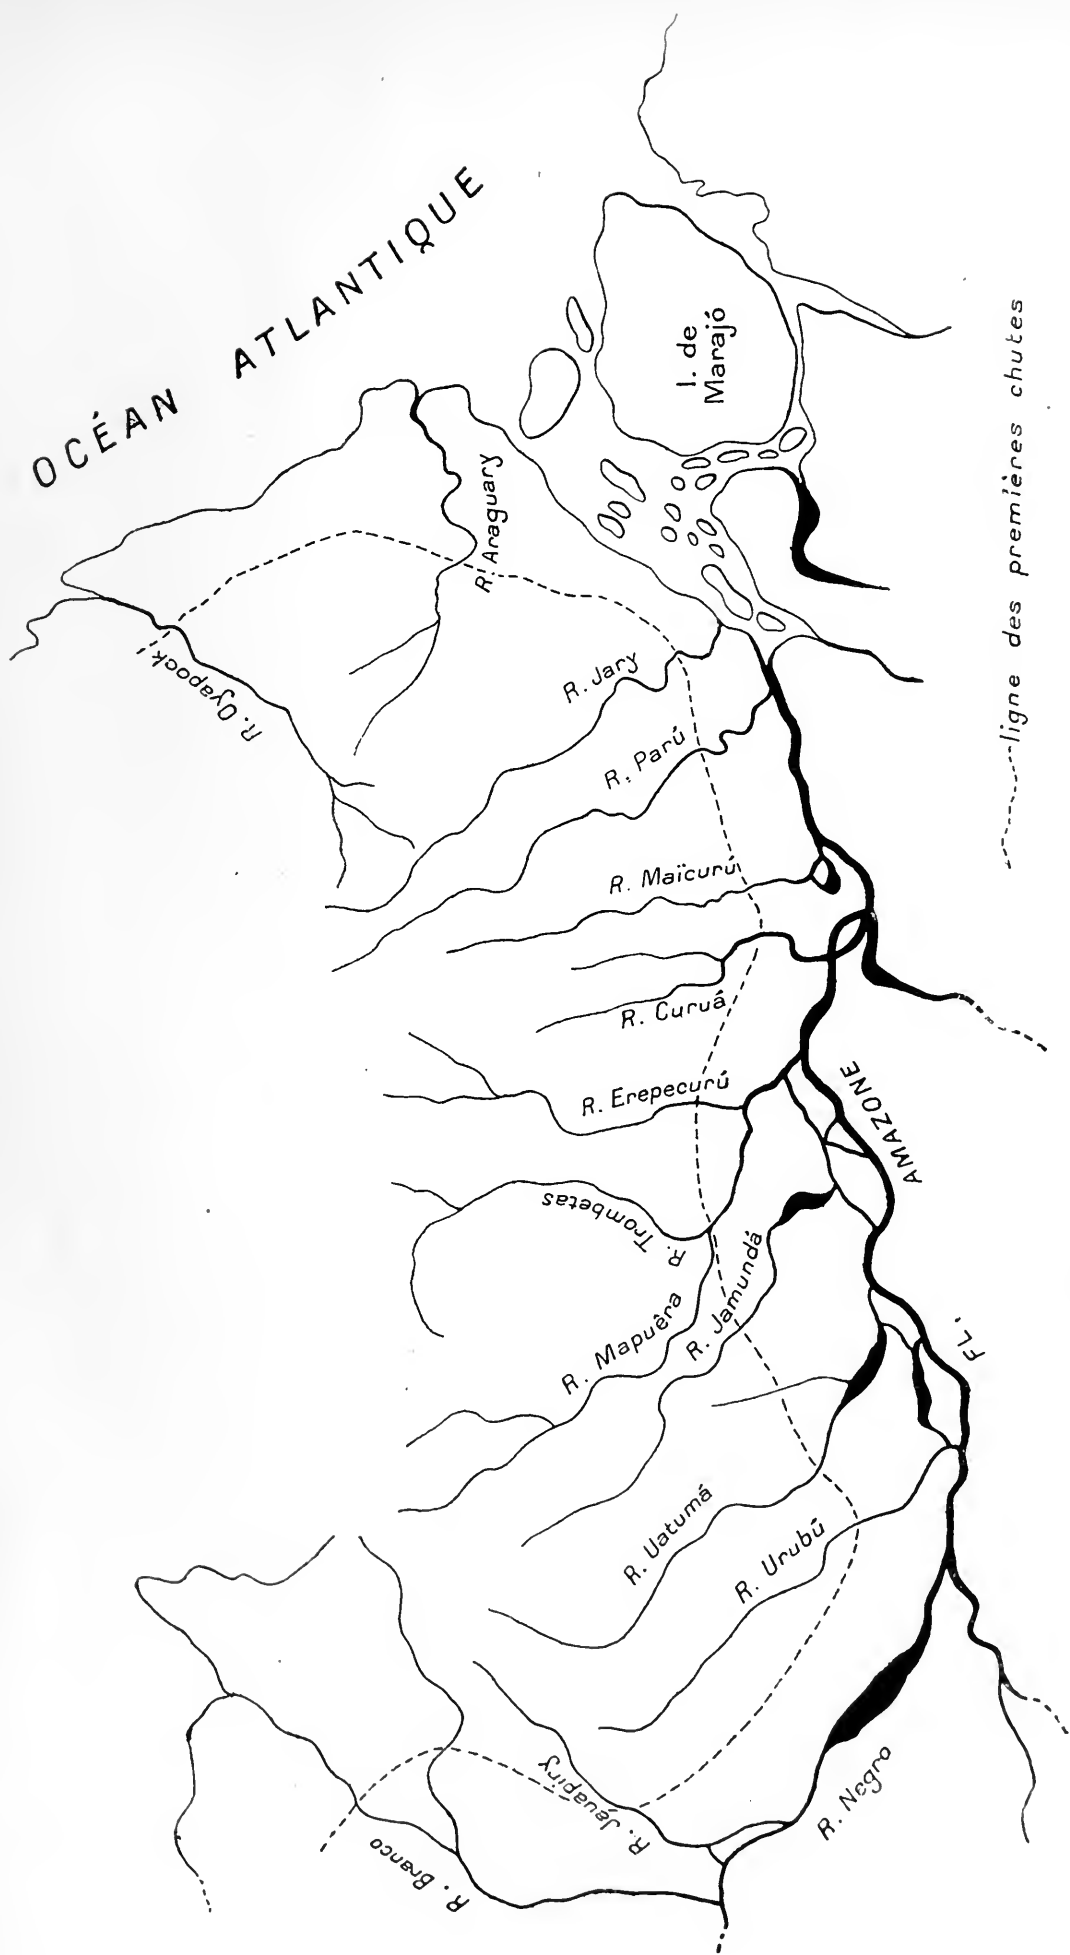 OCÉAN ATLANTIQUE
I. de
Marajó
R. Araguary
R. Oyapock
R. Jary
R. Parú
R. Maïcurú
R. Curuá
R. Erepecurú
R. Trombetas
R. Mapuêra
R. Jamundá
R. Uatumá
R. Urubú
R. Jauapiry
R. Branco
R. Negro
FL. AMAZONE
ligne des premières chutes